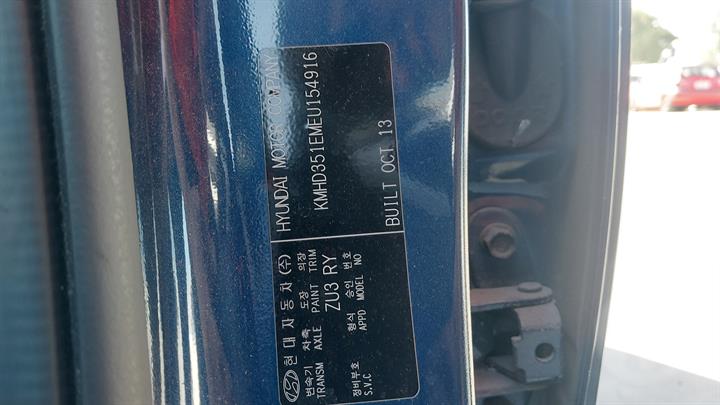 현대자동차(주) HYUNDAI MOTOR COMPANY
변속기 차축 도장 의장
TRANSM AXLE PAINT TRIM
KMHD351EMEU154916
ZU3 RY
형식 승인 번호
APPD MODEL NO
정비부호
S.V.C
BUILT OCT 13